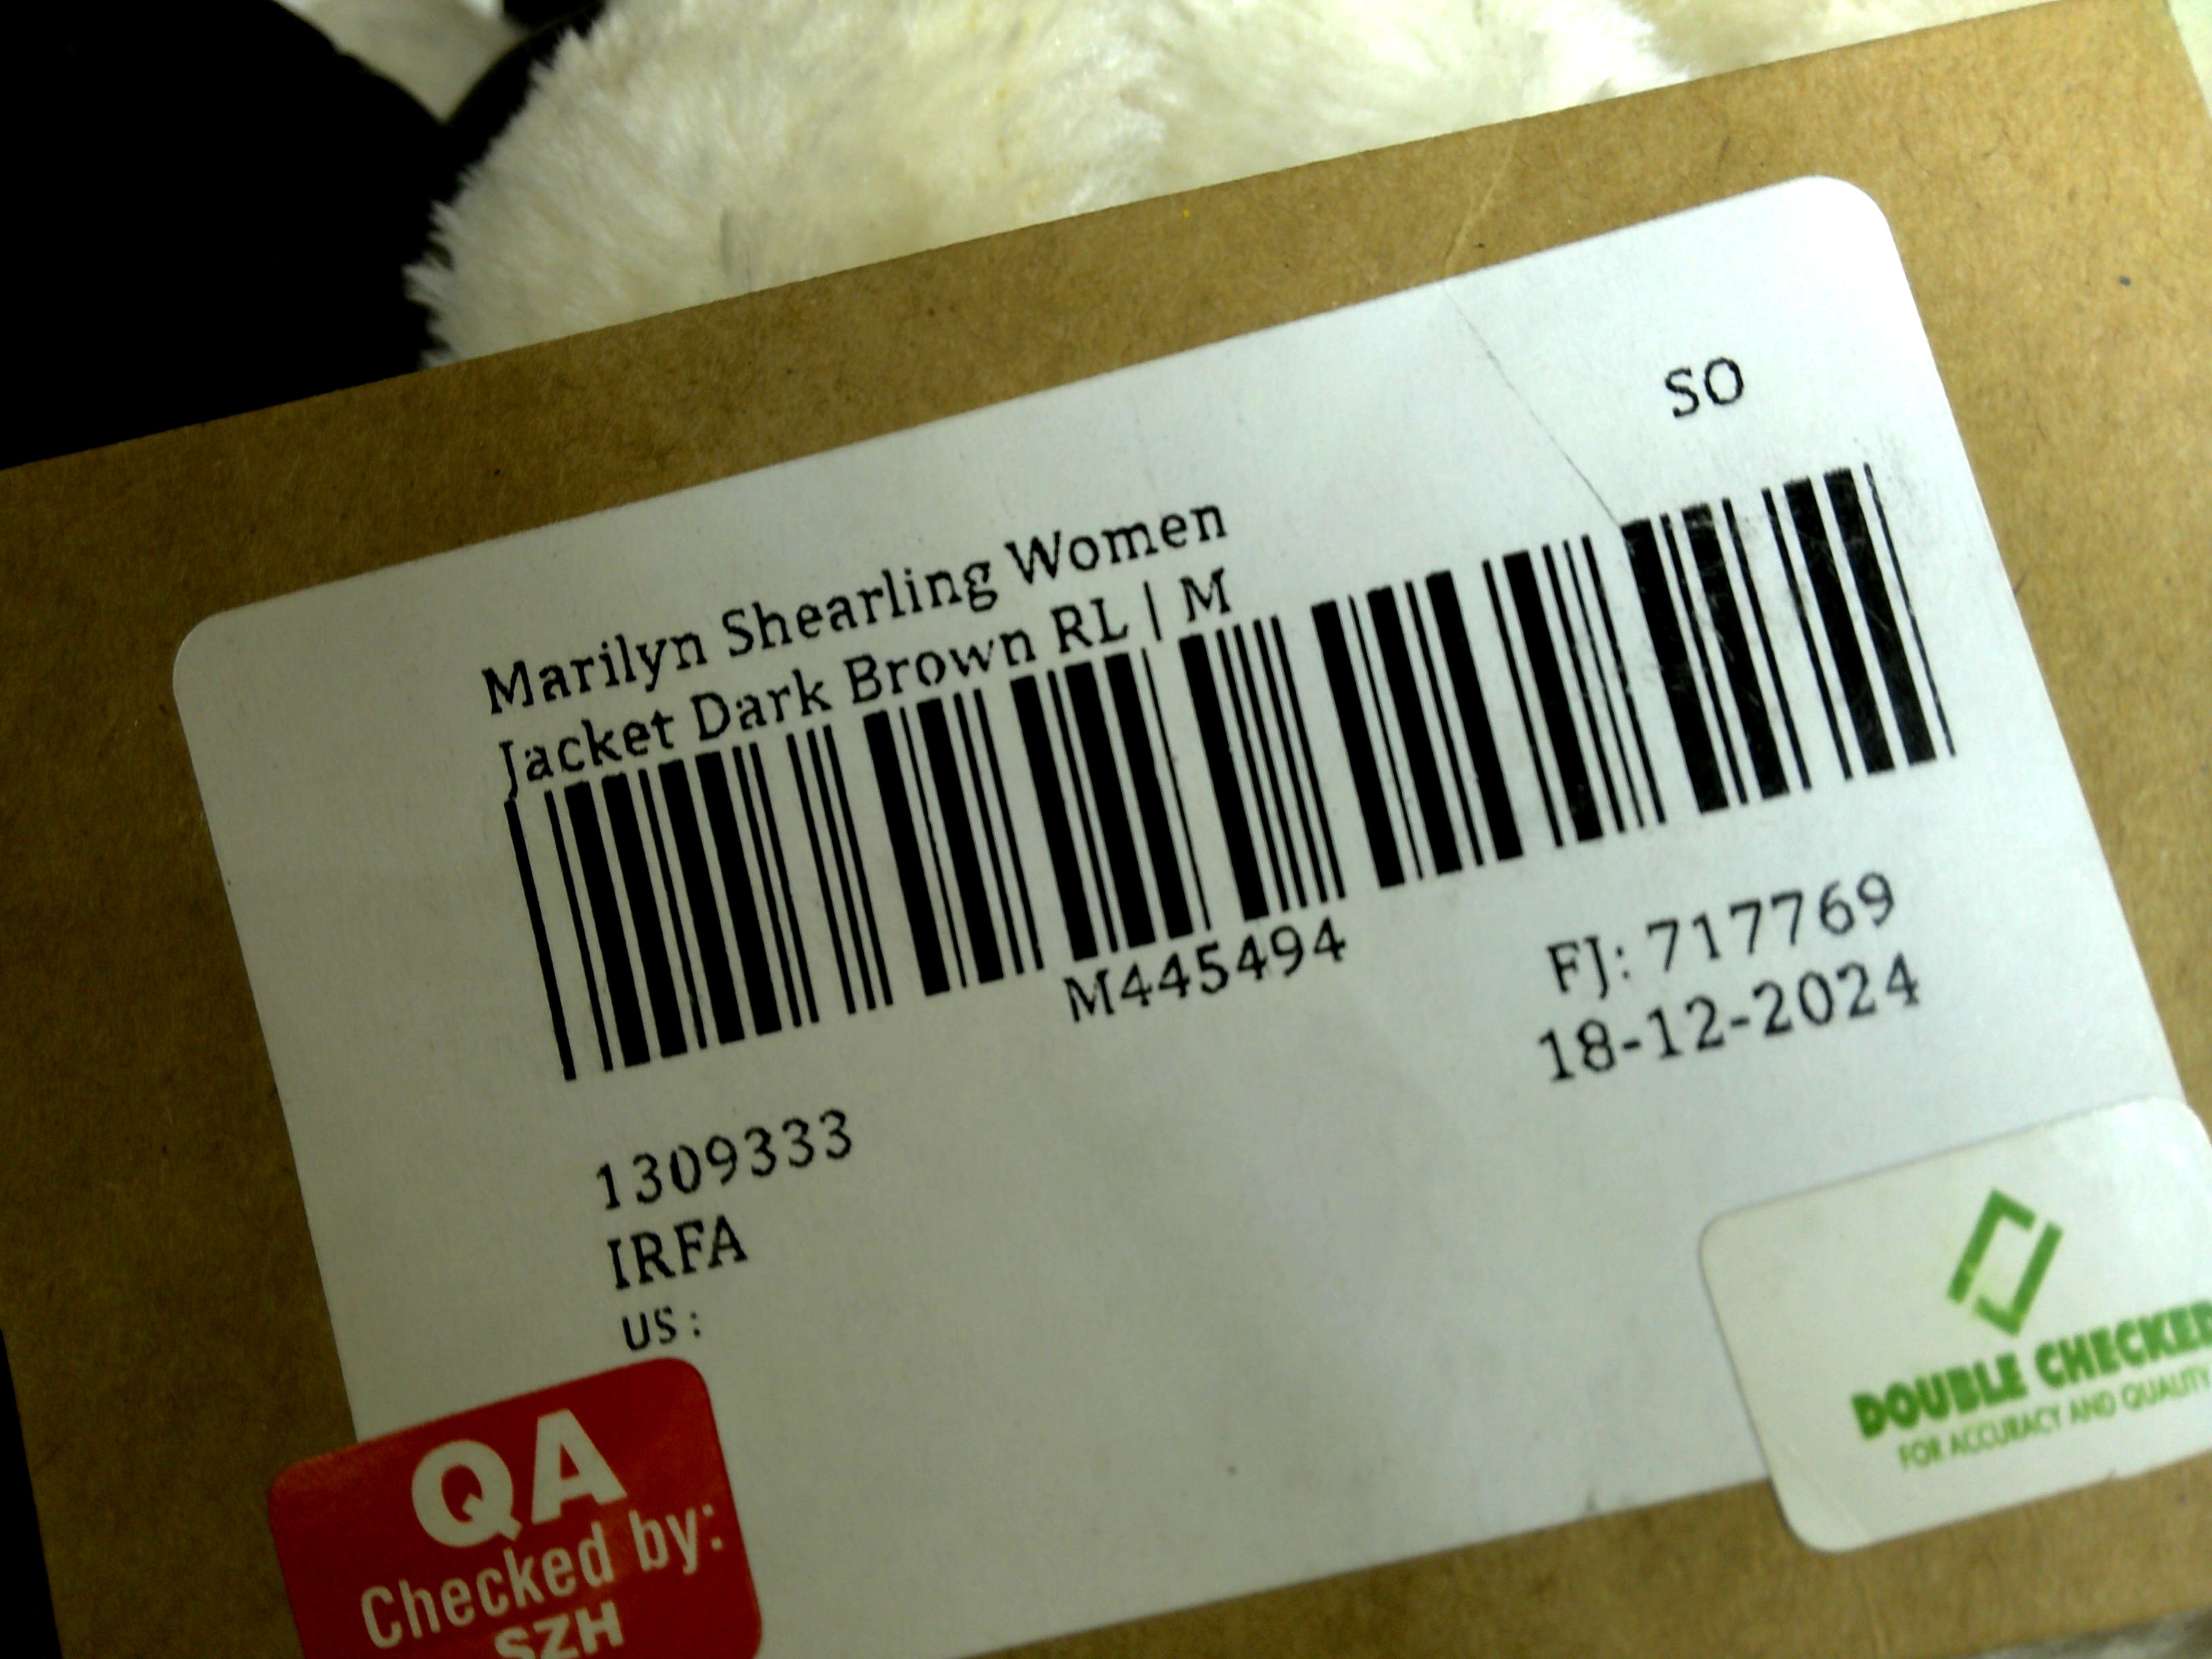 SO
Marilyn Shearling Women
Jacket Dark Brown RL | M
M445494
FJ: 717769
18-12-2024
1309333
IRFA
US :
QA
Checked by:
SZH
DOUBLE CHECKED
FOR ACCURACY AND QUALITY